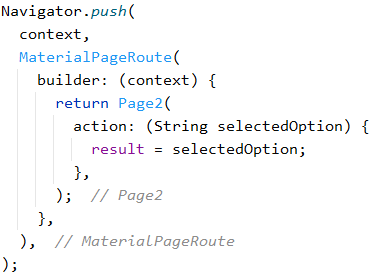 Navigator.push(
  context,
  MaterialPageRoute(
    builder: (context) {
      return Page2(
        action: (String selectedOption) {
          result = selectedOption;
        },
      );  // Page2
    },
  ),  // MaterialPageRoute
);